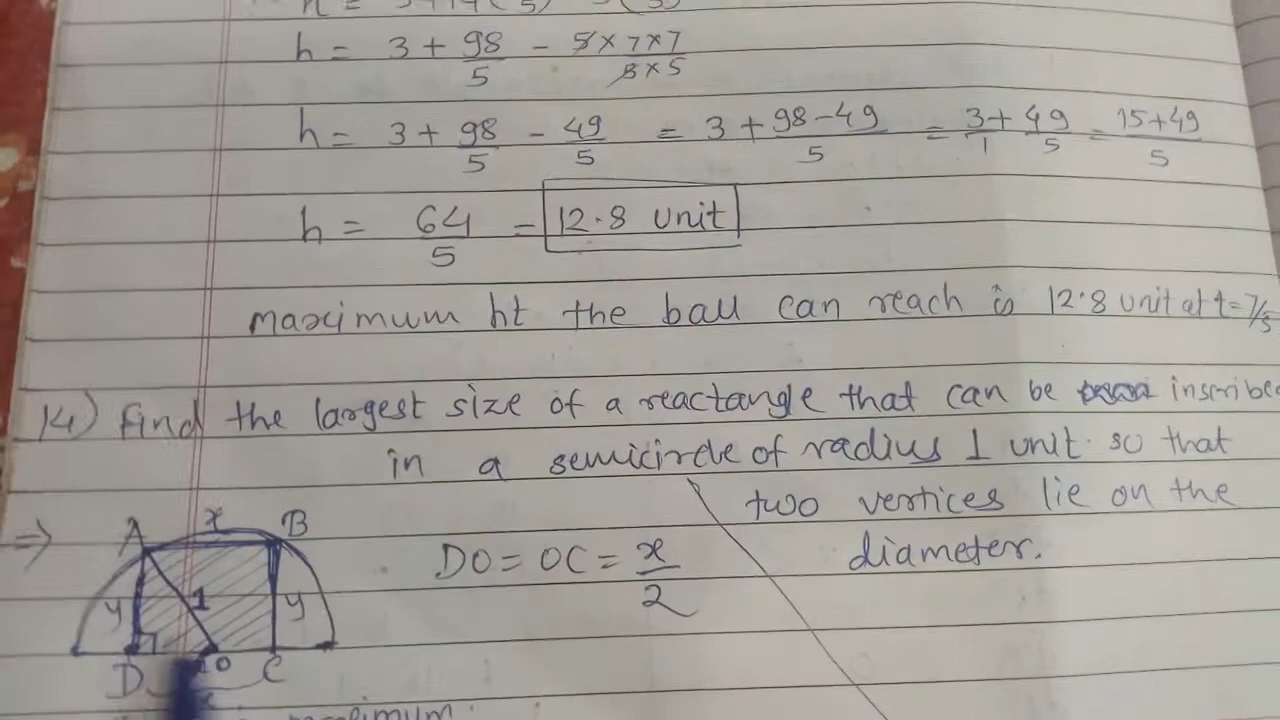 h = 3 + 98/5 - 5×7×7/5×5
h = 3 + 98/5 - 49/5 = 3 + 98-49/5 = 3/1 + 49/5 = 15+49/5
h = 64/5 = 12.8 unit
maximum ht the ball can reach is 12.8 unit at t=7/5
14) Find the largest size of a reactangle that can be inscribed
in a semicircle of radius 1 unit. so that
two vertices lie on the
diameter.
⇒ A x B
DO = OC = x/2
y 1 y
D O C
x
maximum.